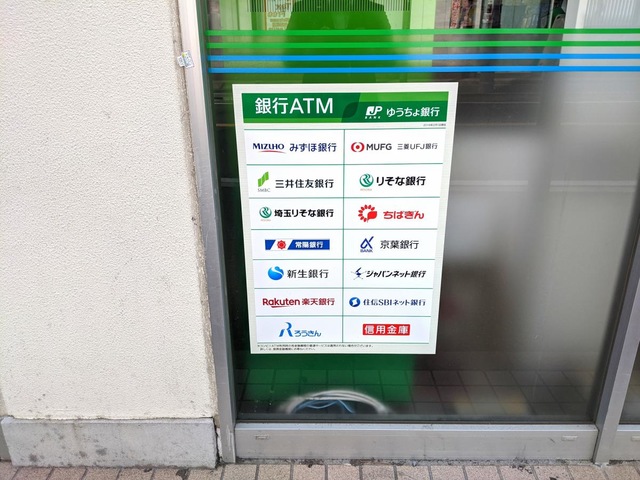 銀行ATM
JP BANK ゆうちょ銀行
MIZUHO みずほ銀行
MUFG 三菱UFJ銀行
SMBC 三井住友銀行
りそな銀行
埼玉りそな銀行
ちばぎん
常陽銀行
BANK 京葉銀行
新生銀行
ジャパンネット銀行
Rakuten 楽天銀行
住信SBIネット銀行
ろうきん
信用金庫